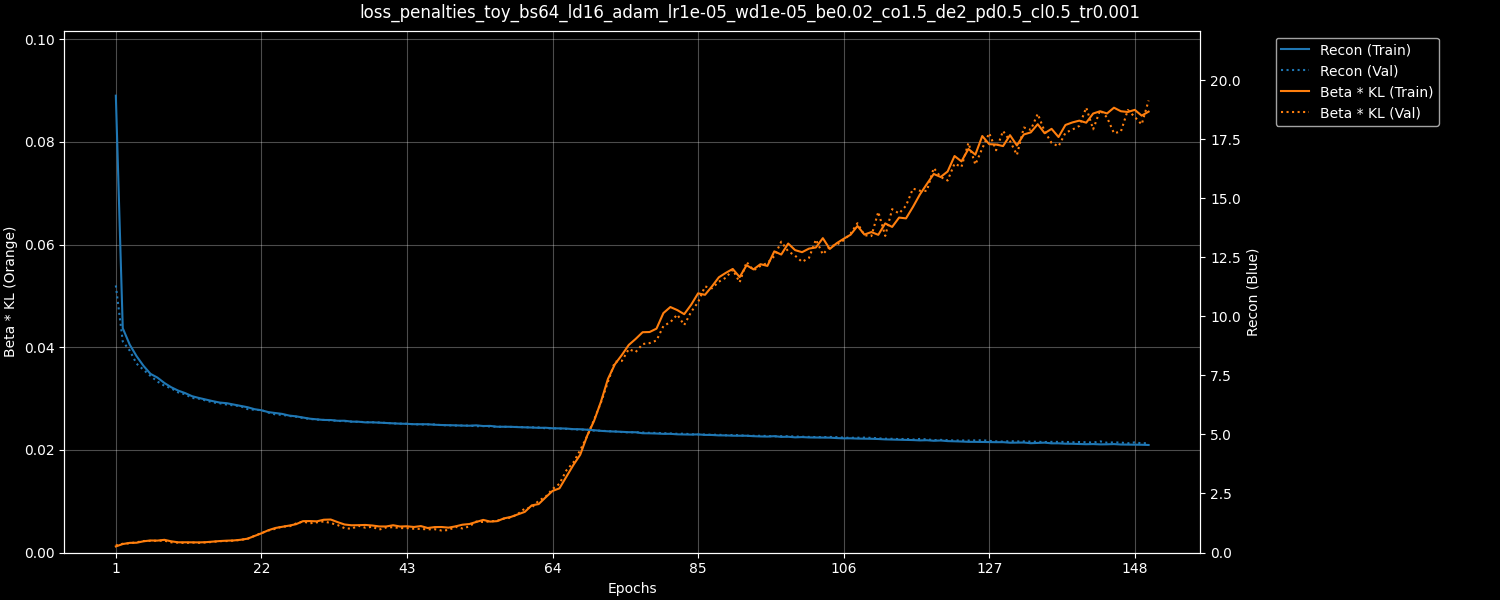 loss_penalties_toy_bs64_ld16_adam_lr1e-05_wd1e-05_be0.02_co1.5_de2_pd0.5_cl0.5_tr0.001
Recon (Train)
Recon (Val)
Beta * KL (Train)
Beta * KL (Val)
Beta * KL (Orange)
0.10
0.08
0.06
0.04
0.02
0.00
Recon (Blue)
20.0
17.5
15.0
12.5
10.0
7.5
5.0
2.5
0.0
1 22 43 64 85 106 127 148
Epochs